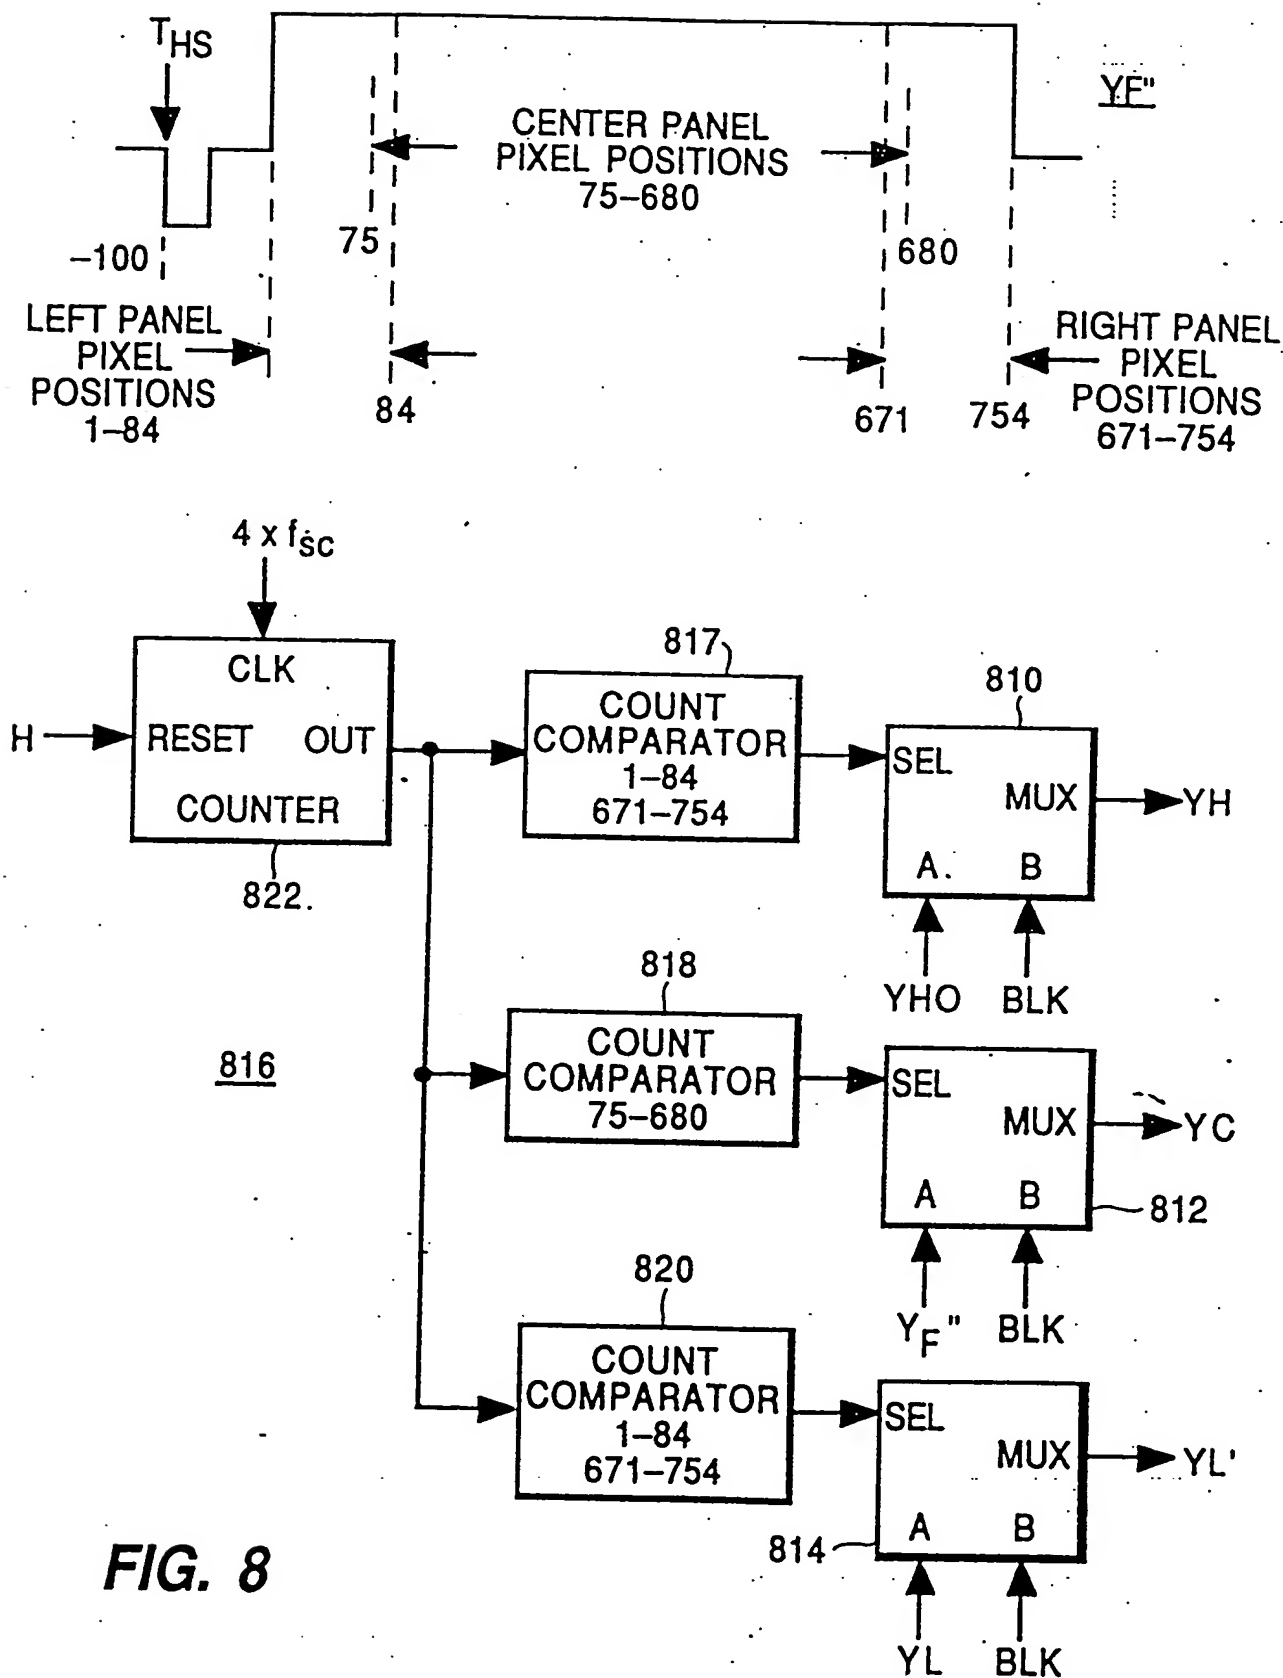 T_HS
YF"
CENTER PANEL
PIXEL POSITIONS
75–680
75
680
–100
LEFT PANEL
PIXEL
POSITIONS
1–84
84
671
754
RIGHT PANEL
PIXEL
POSITIONS
671–754
4 x f_SC
CLK
H
RESET OUT
COUNTER
822.
817
COUNT
COMPARATOR
1–84
671–754
810
SEL
MUX
YH
A. B
YHO BLK
818
COUNT
COMPARATOR
75–680
SEL
MUX
YC
A B
812
Y_F" BLK
816
820
COUNT
COMPARATOR
1–84
671–754
SEL
MUX
YL'
A B
814
YL BLK
FIG. 8